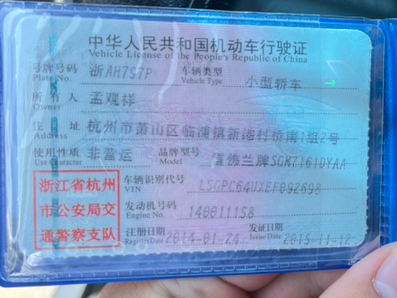 中华人民共和国机动车行驶证
Vehicle License of the People's Republic of China
号牌号码 浙AH7S7P 车辆类型 小型轿车
Plate No. Vehicle Type
所有人 孟观祥
Owner
住址 杭州市萧山区临浦镇新港村桥南1组2号
Address
使用性质 非营运 品牌型号 雪佛兰牌SGM7161DYAA
Use Character Model
浙江省杭州
市公安局交
通警察支队
车辆识别代号 LSGPC64UXEF092698
VIN
发动机号码 140011158
Engine No.
注册日期 2014-01-24 发证日期 2015-11-12
Register Date Issue Date